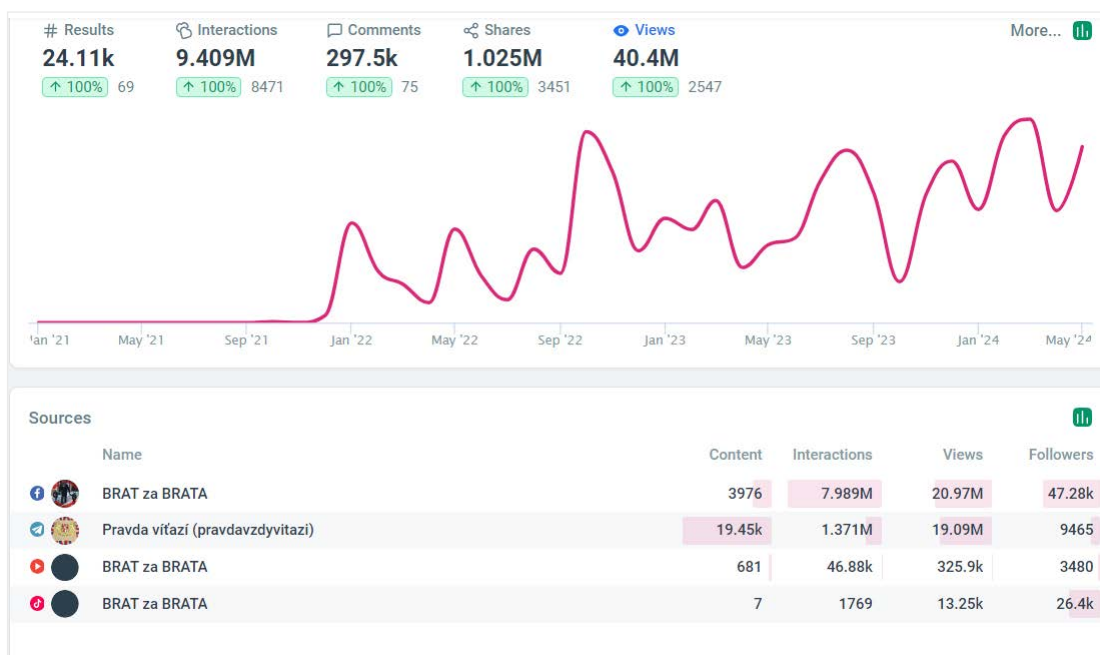 # Results Interactions Comments Shares Views More...
24.11k 9.409M 297.5k 1.025M 40.4M
↑ 100% 69 ↑ 100% 8471 ↑ 100% 75 ↑ 100% 3451 ↑ 100% 2547
'an '21 May '21 Sep '21 Jan '22 May '22 Sep '22 Jan '23 May '23 Sep '23 Jan '24 May '24
Sources
Name Content Interactions Views Followers
BRAT za BRATA 3976 7.989M 20.97M 47.28k
Pravda víťazí (pravdavzdyvitazi) 19.45k 1.371M 19.09M 9465
BRAT za BRATA 681 46.88k 325.9k 3480
BRAT za BRATA 7 1769 13.25k 26.4k